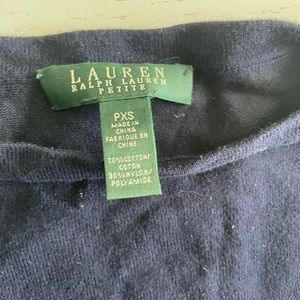 LAUREN
RALPH LAUREN
PETITE
PXS
MADE IN
CHINA
FABRIQUE EN
CHINE
70%COTTON/
COTON
30%NYLON/
POLYAMIDE